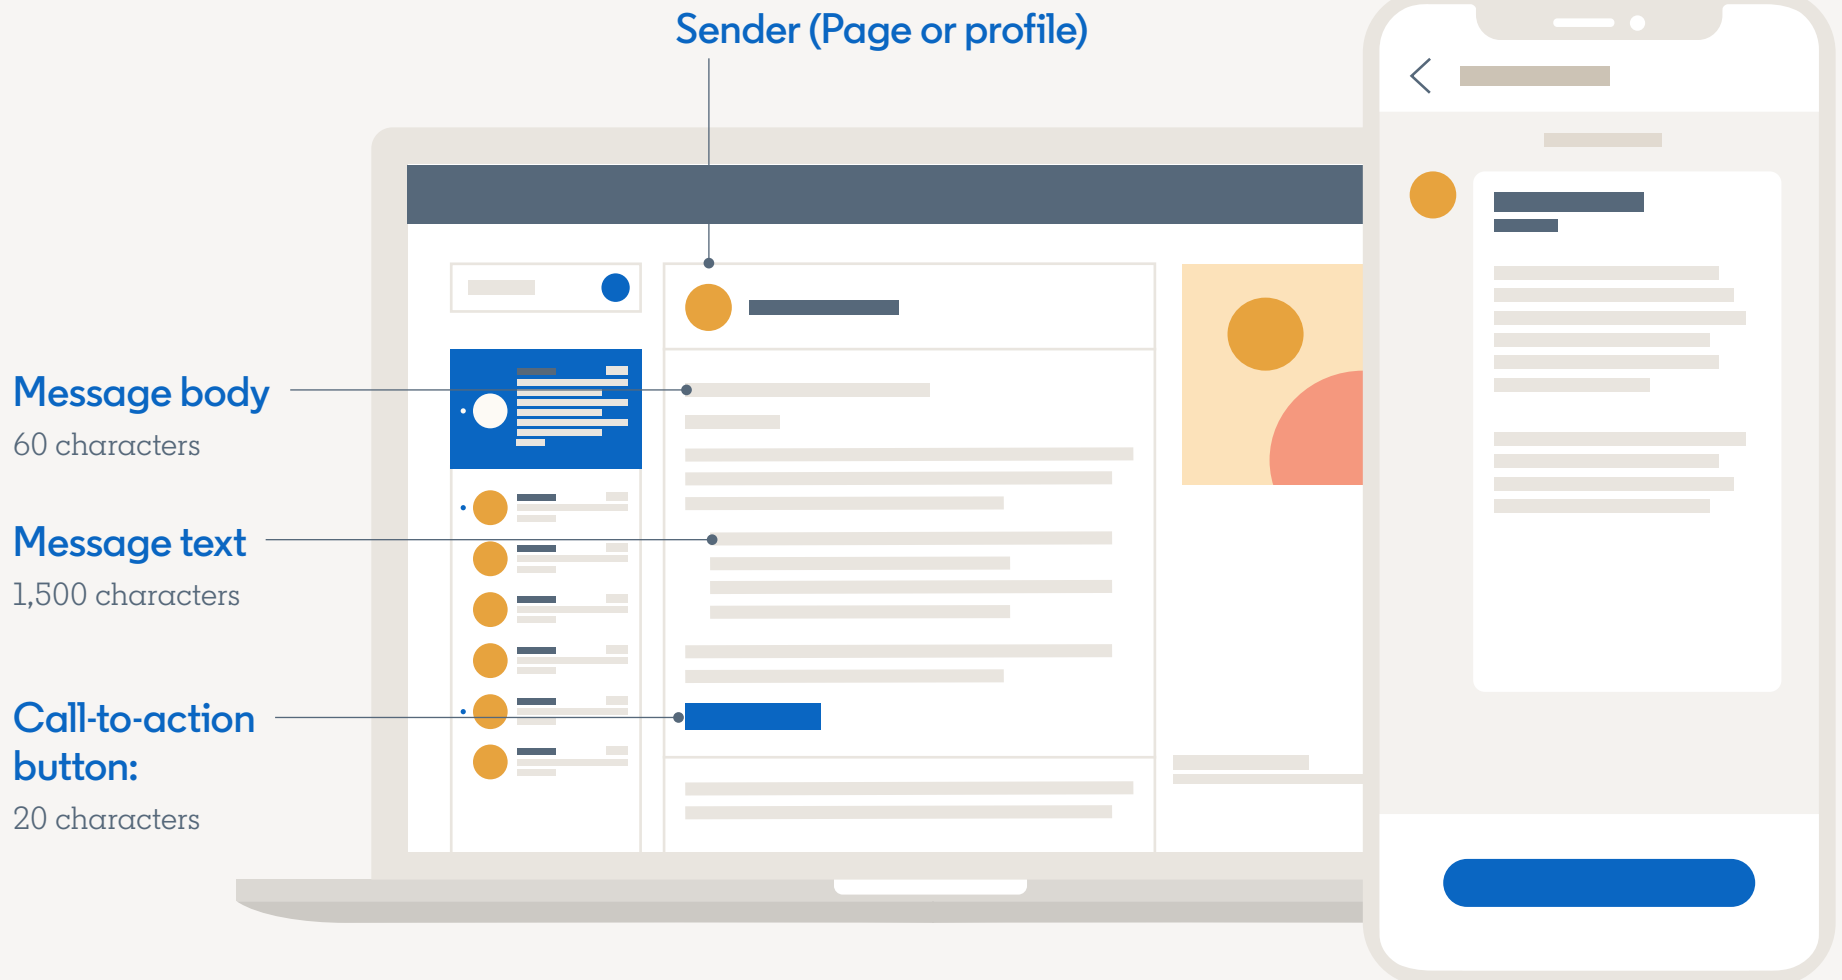 Sender (Page or profile)
Message body
60 characters
Message text
1,500 characters
Call-to-action
button:
20 characters